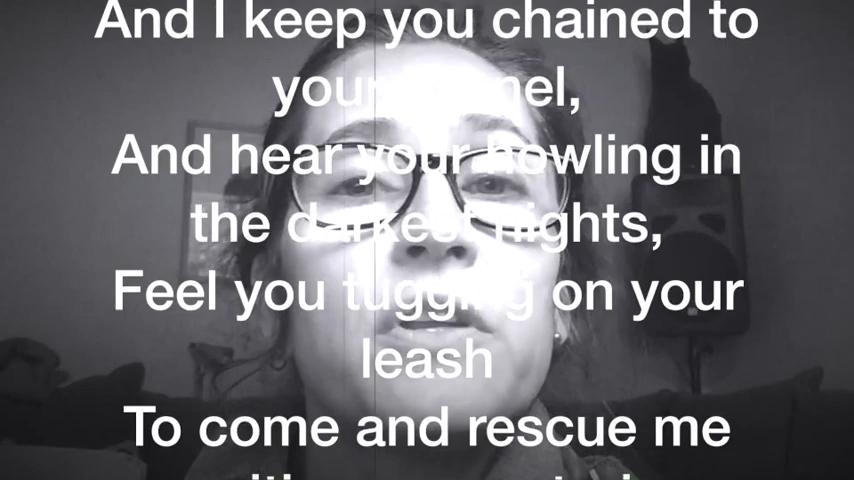 And I keep you chained to
your kennel,
And hear your howling in
the darkest nights,
Feel you tugging on your
leash
To come and rescue me